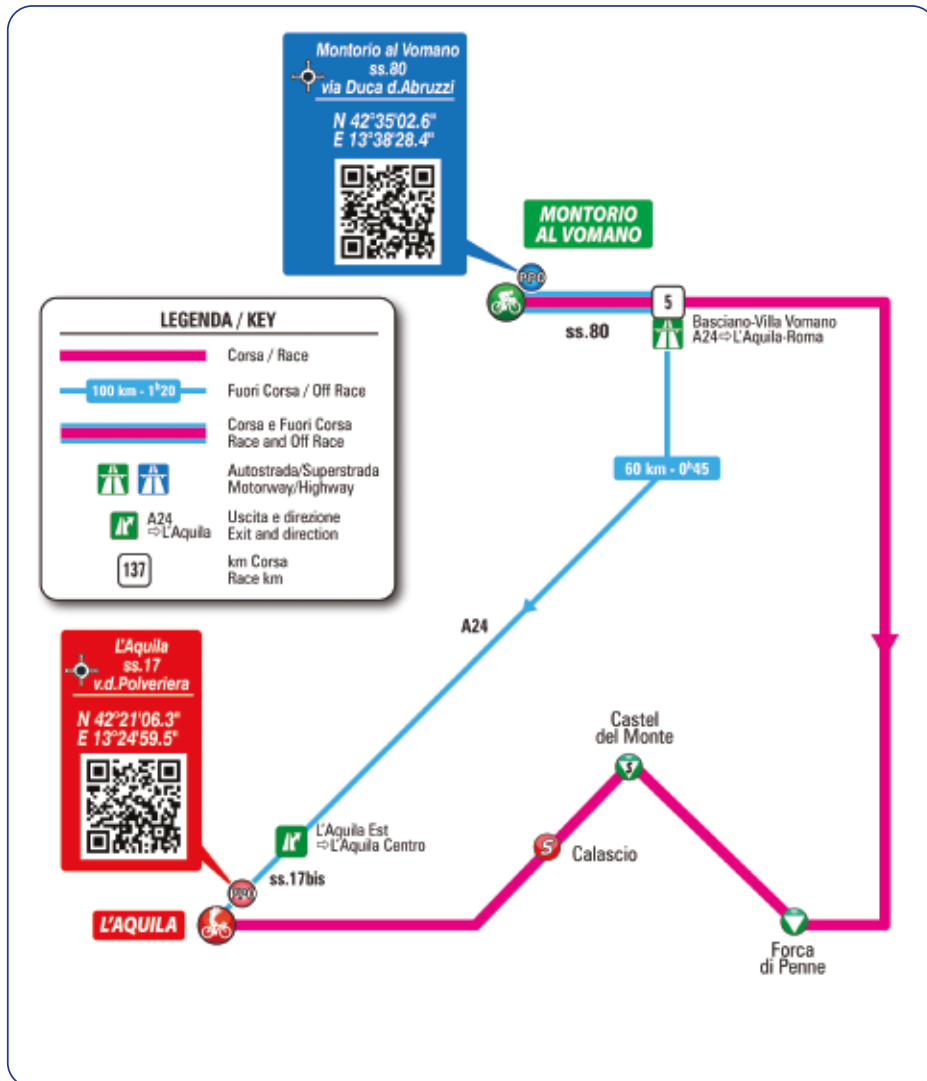 Montorio al Vomano
ss.80
via Duca d.Abruzzi
N 42°35'02.6"
E 13°38'28.4"
MONTORIO
AL VOMANO
PPO
5
ss.80
Basciano-Villa Vomano
A24⇨L'Aquila-Roma
LEGENDA / KEY
Corsa / Race
100 km - 1h20
Fuori Corsa / Off Race
Corsa e Fuori Corsa
Race and Off Race
Autostrada/Superstrada
Motorway/Highway
A24
⇨L'Aquila
Uscita e direzione
Exit and direction
137
km Corsa
Race km
60 km - 0h45
A24
L'Aquila
ss.17
v.d.Polveriera
N 42°21'06.3"
E 13°24'59.5"
Castel
del Monte
S
S
Calascio
L'Aquila Est
⇨L'Aquila Centro
ss.17bis
PPO
L'AQUILA
Forca
di Penne